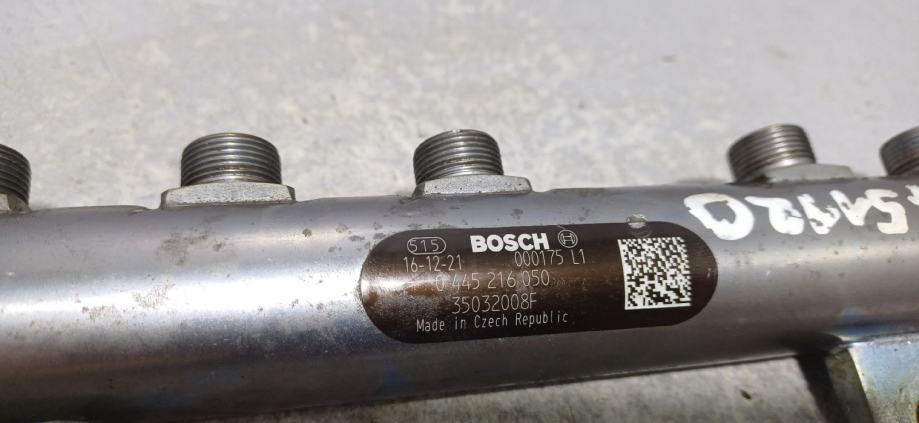 515 BOSCH
16-12-21 000175 L1
0 445 216 050
35032008F
Made in Czech Republic